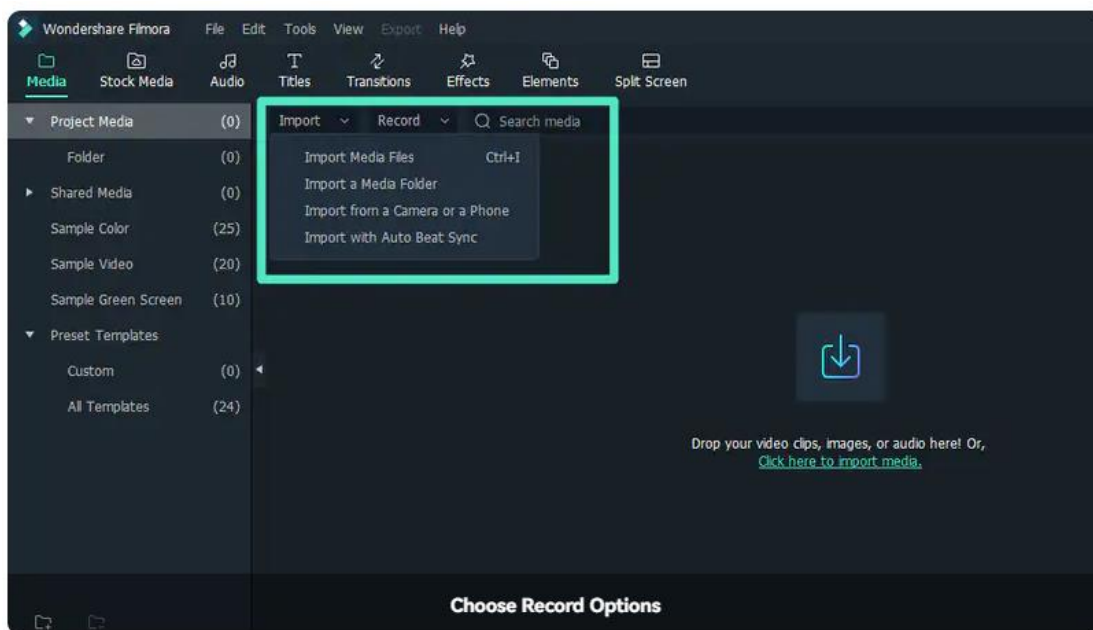 Wondershare Filmora File Edit Tools View Export Help
Media Stock Media Audio Titles Transitions Effects Elements Split Screen
Project Media (0)
Import Record Search media
Folder (0)
Import Media Files Ctrl+I
Import a Media Folder
Shared Media (0)
Import from a Camera or a Phone
Sample Color (25)
Import with Auto Beat Sync
Sample Video (20)
Sample Green Screen (10)
Preset Templates
Custom (0)
All Templates (24)
Drop your video clips, images, or audio here! Or,
Click here to import media.
Choose Record Options